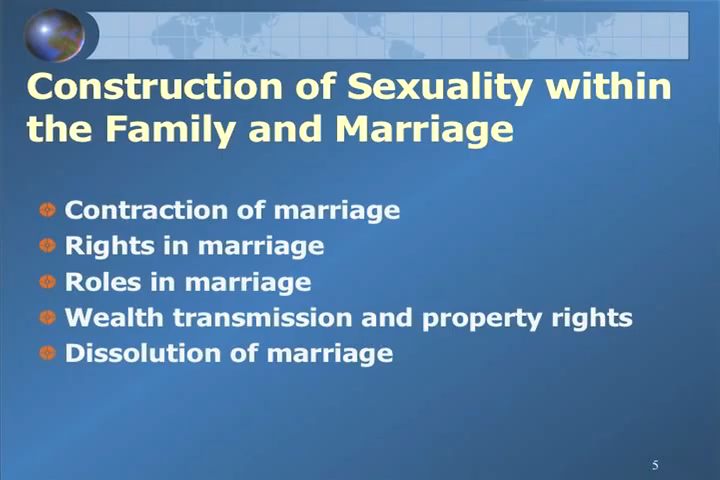 Construction of Sexuality within
the Family and Marriage
Contraction of marriage
Rights in marriage
Roles in marriage
Wealth transmission and property rights
Dissolution of marriage
5